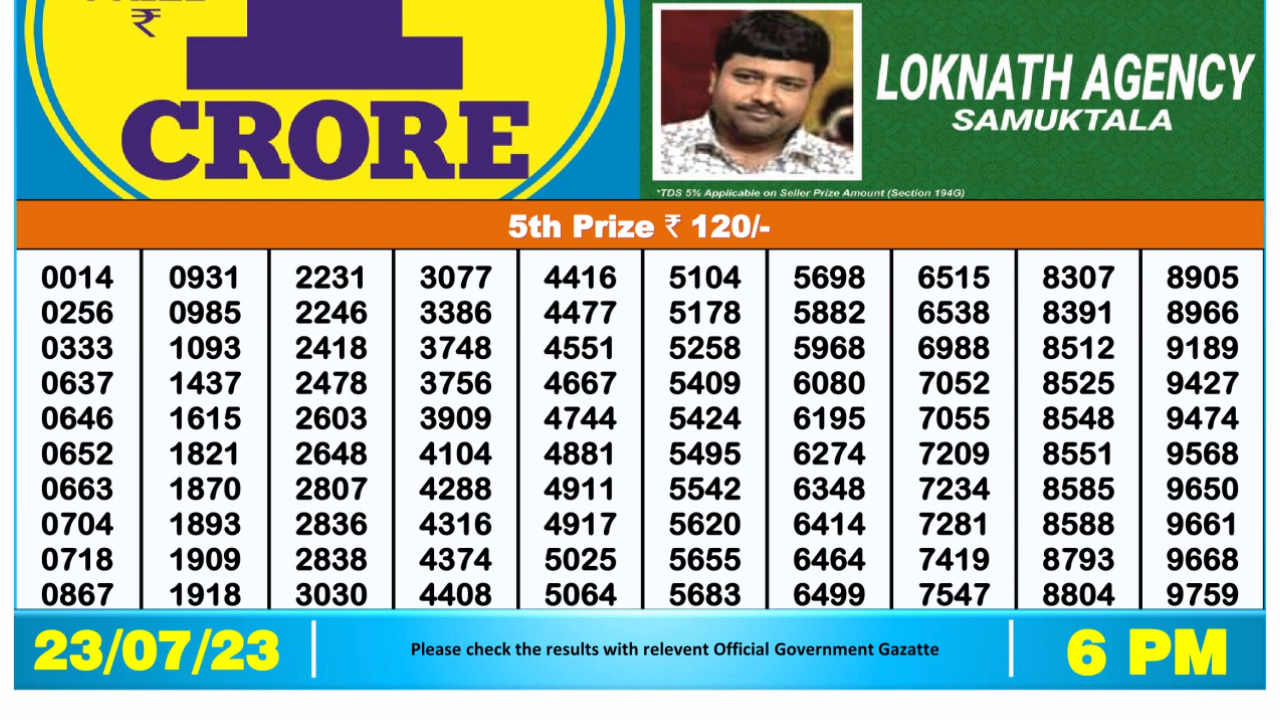 ₹
1
CRORE
LOKNATH AGENCY
SAMUKTALA
*TDS 5% Applicable on Seller Prize Amount (Section 194G)
5th Prize ₹ 120/-
0014 0931 2231 3077 4416 5104 5698 6515 8307 8905
0256 0985 2246 3386 4477 5178 5882 6538 8391 8966
0333 1093 2418 3748 4551 5258 5968 6988 8512 9189
0637 1437 2478 3756 4667 5409 6080 7052 8525 9427
0646 1615 2603 3909 4744 5424 6195 7055 8548 9474
0652 1821 2648 4104 4881 5495 6274 7209 8551 9568
0663 1870 2807 4288 4911 5542 6348 7234 8585 9650
0704 1893 2836 4316 4917 5620 6414 7281 8588 9661
0718 1909 2838 4374 5025 5655 6464 7419 8793 9668
0867 1918 3030 4408 5064 5683 6499 7547 8804 9759
23/07/23 Please check the results with relevent Official Government Gazatte 6 PM